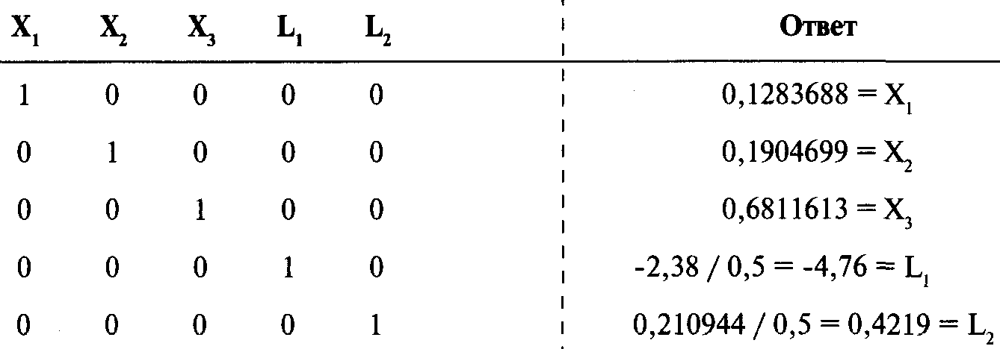 X₁ X₂ X₃ L₁ L₂ Ответ
1 0 0 0 0 0,1283688 = X₁
0 1 0 0 0 0,1904699 = X₂
0 0 1 0 0 0,6811613 = X₃
0 0 0 1 0 -2,38 / 0,5 = -4,76 = L₁
0 0 0 0 1 0,210944 / 0,5 = 0,4219 = L₂